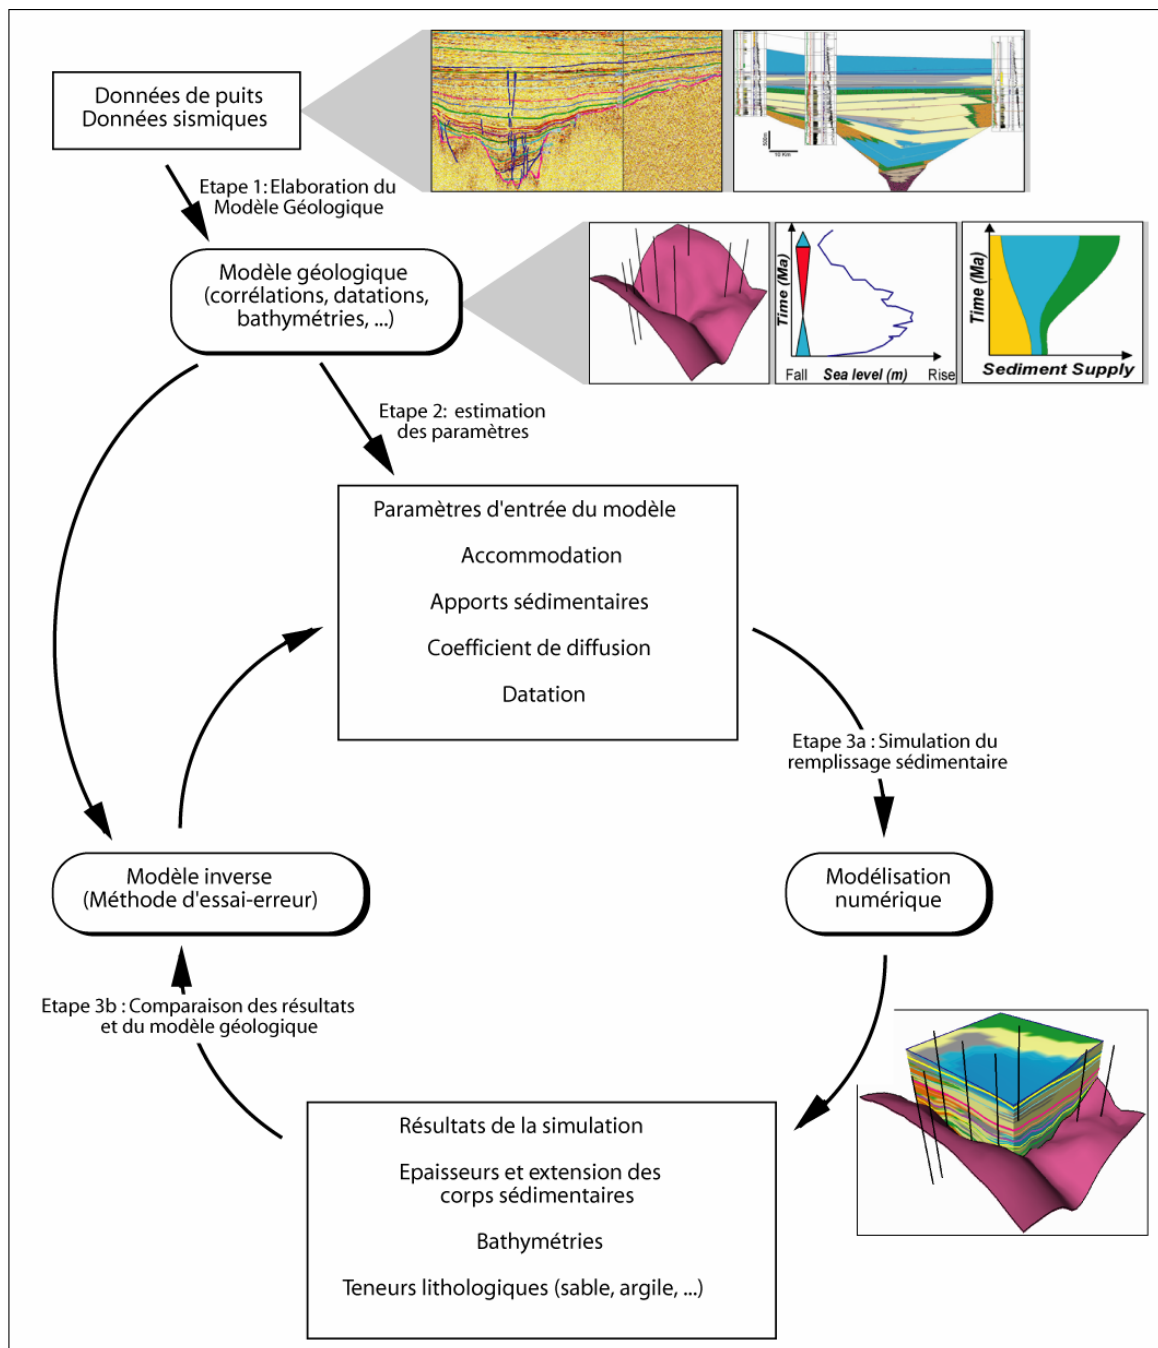 Données de puits
Données sismiques
500m
10 Km
Etape 1: Elaboration du
Modèle Géologique
Modèle géologique
(corrélations, datations,
bathymétries, ...)
Time (Ma)
Fall Sea level (m) Rise
Time (Ma)
Sediment Supply
Etape 2: estimation
des paramètres
Paramètres d'entrée du modèle
Accommodation
Apports sédimentaires
Coefficient de diffusion
Datation
Etape 3a : Simulation du
remplissage sédimentaire
Modèle inverse
(Méthode d'essai-erreur)
Modélisation
numérique
Etape 3b : Comparaison des résultats
et du modèle géologique
Résultats de la simulation
Epaisseurs et extension des
corps sédimentaires
Bathymétries
Teneurs lithologiques (sable, argile, ...)